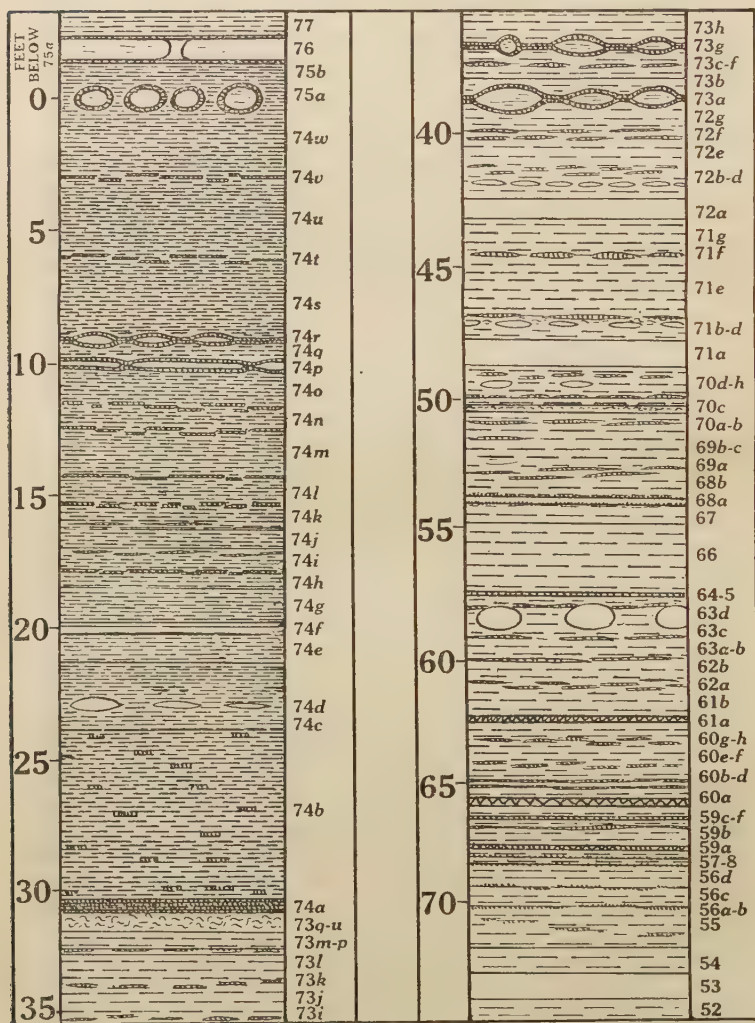 FEET
BELOW
75a
0
5
10
15
20
25
30
35
77
76
75b
75a
74w
74v
74u
74t
74s
74r
74q
74p
74o
74n
74m
74l
74k
74j
74i
74h
74g
74f
74e
74d
74c
74b
74a
73q-u
73m-p
73l
73k
73j
73i
40
45
50
55
60
65
70
73h
73g
73c-f
73b
73a
72g
72f
72e
72b-d
72a
71g
71f
71e
71b-d
71a
70d-h
70c
70a-b
69b-c
69a
68b
68a
67
66
64-5
63d
63c
63a-b
62b
62a
61b
61a
60g-h
60e-f
60b-d
60a
59c-f
59b
59a
57-8
56d
56c
56a-b
55
54
53
52